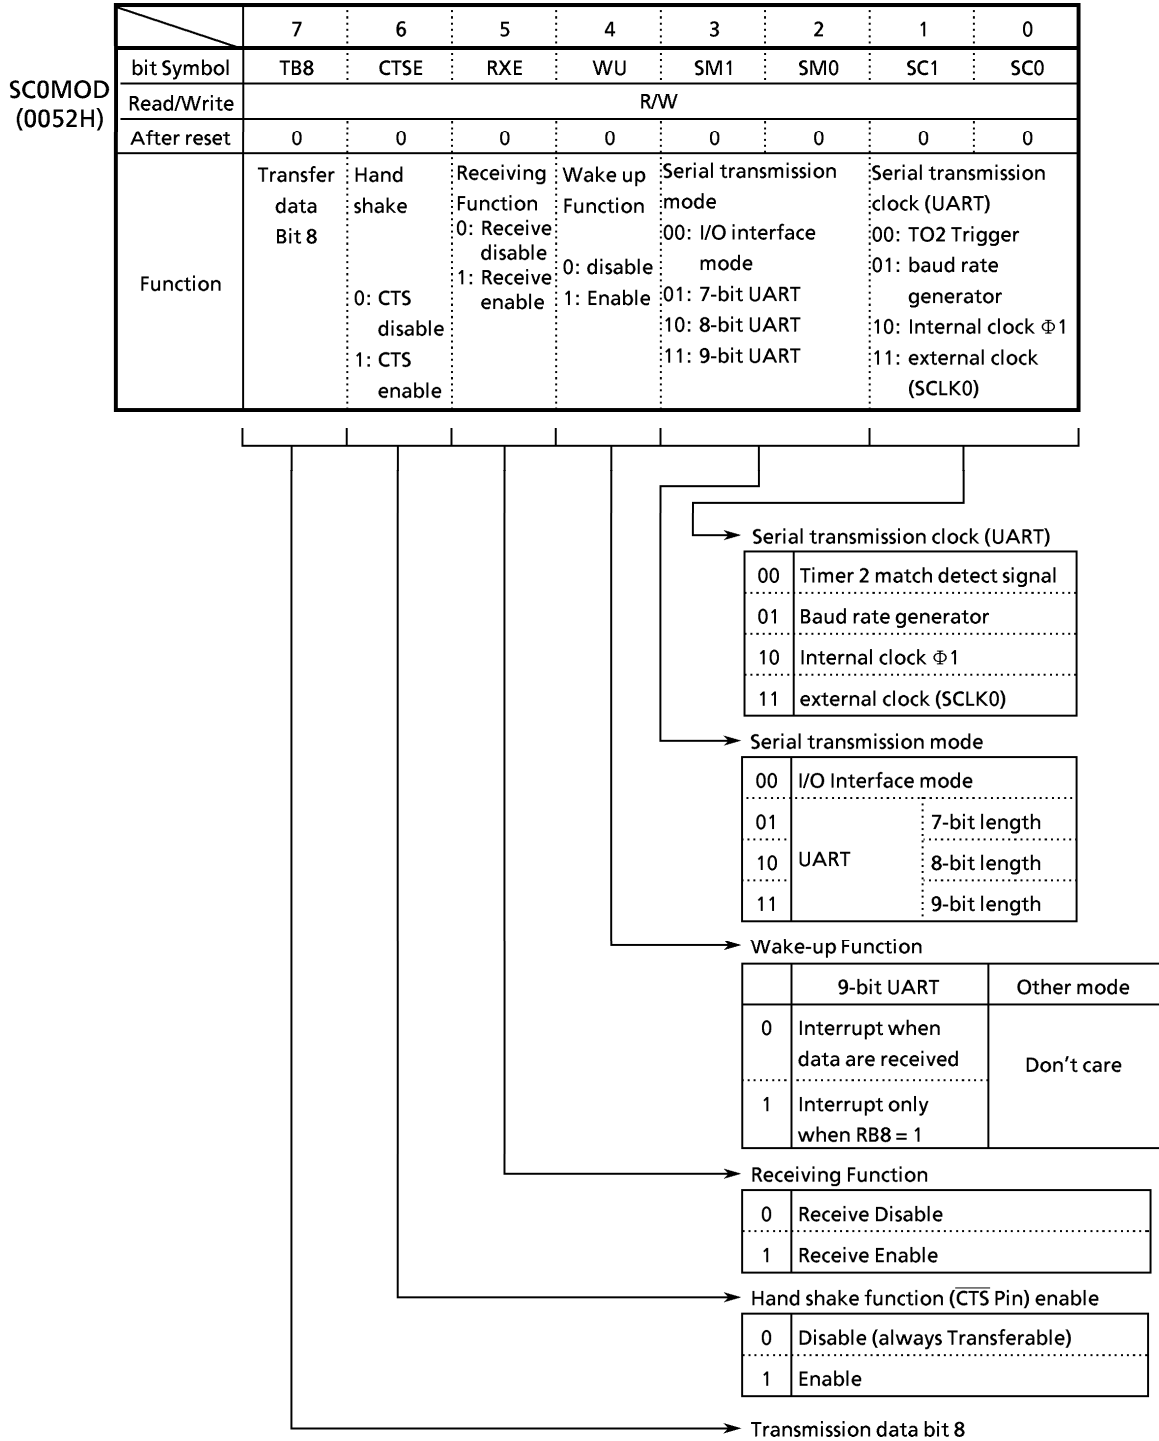 7 6 5 4 3 2 1 0
bit Symbol TB8 CTSE RXE WU SM1 SM0 SC1 SC0
SC0MOD
(0052H)
Read/Write R/W
After reset 0 0 0 0 0 0 0 0
Function
Transfer
data
Bit 8
Hand
shake
0: CTS
disable
1: CTS
enable
Receiving
Function
0: Receive
disable
1: Receive
enable
Wake up
Function
0: disable
1: Enable
Serial transmission
mode
00: I/O interface
mode
01: 7-bit UART
10: 8-bit UART
11: 9-bit UART
Serial transmission
clock (UART)
00: TO2 Trigger
01: baud rate
generator
10: Internal clock Φ1
11: external clock
(SCLK0)
Serial transmission clock (UART)
00 Timer 2 match detect signal
01 Baud rate generator
10 Internal clock Φ1
11 external clock (SCLK0)
Serial transmission mode
00 I/O Interface mode
01 7-bit length
10 UART 8-bit length
11 9-bit length
Wake-up Function
9-bit UART Other mode
0 Interrupt when
data are received
Don't care
1 Interrupt only
when RB8 = 1
Receiving Function
0 Receive Disable
1 Receive Enable
Hand shake function (C̅T̅S̅ Pin) enable
0 Disable (always Transferable)
1 Enable
Transmission data bit 8